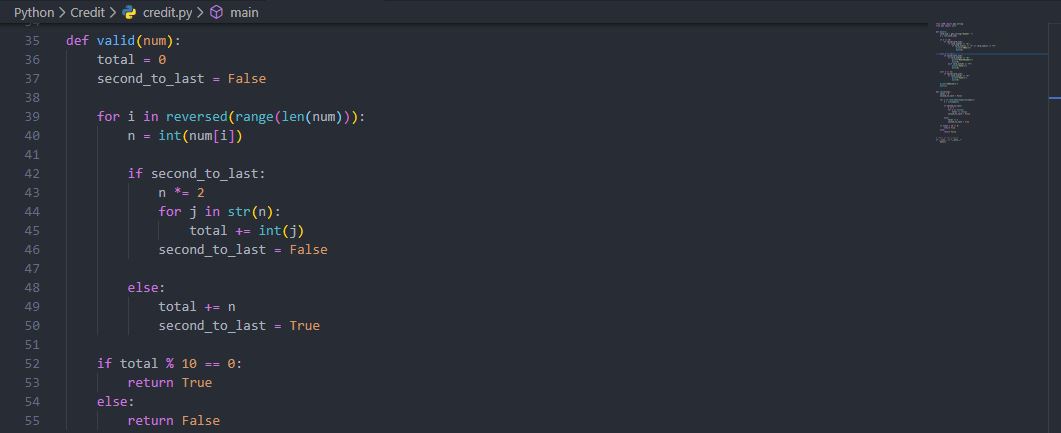 Python > Credit > credit.py > main
35 def valid(num):
36     total = 0
37     second_to_last = False
38
39     for i in reversed(range(len(num))):
40         n = int(num[i])
41
42         if second_to_last:
43             n *= 2
44             for j in str(n):
45                 total += int(j)
46             second_to_last = False
47
48         else:
49             total += n
50             second_to_last = True
51
52     if total % 10 == 0:
53         return True
54     else:
55         return False